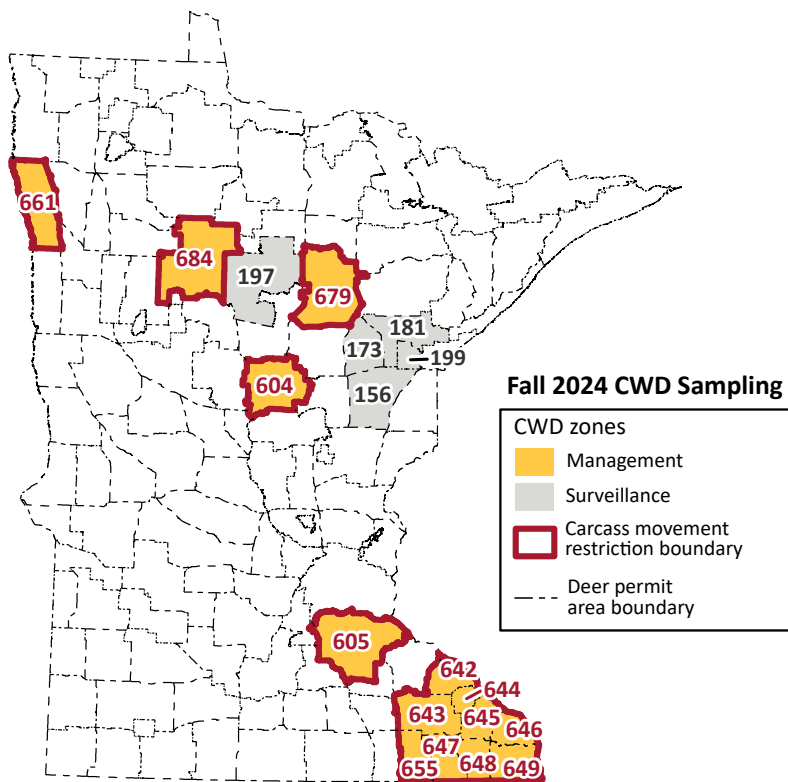 661
684
197
679
181
173
199
604
156
Fall 2024 CWD Sampling
CWD zones
Management
Surveillance
Carcass movement
restriction boundary
Deer permit
area boundary
605
642
644
643
645
646
647
655
648
649